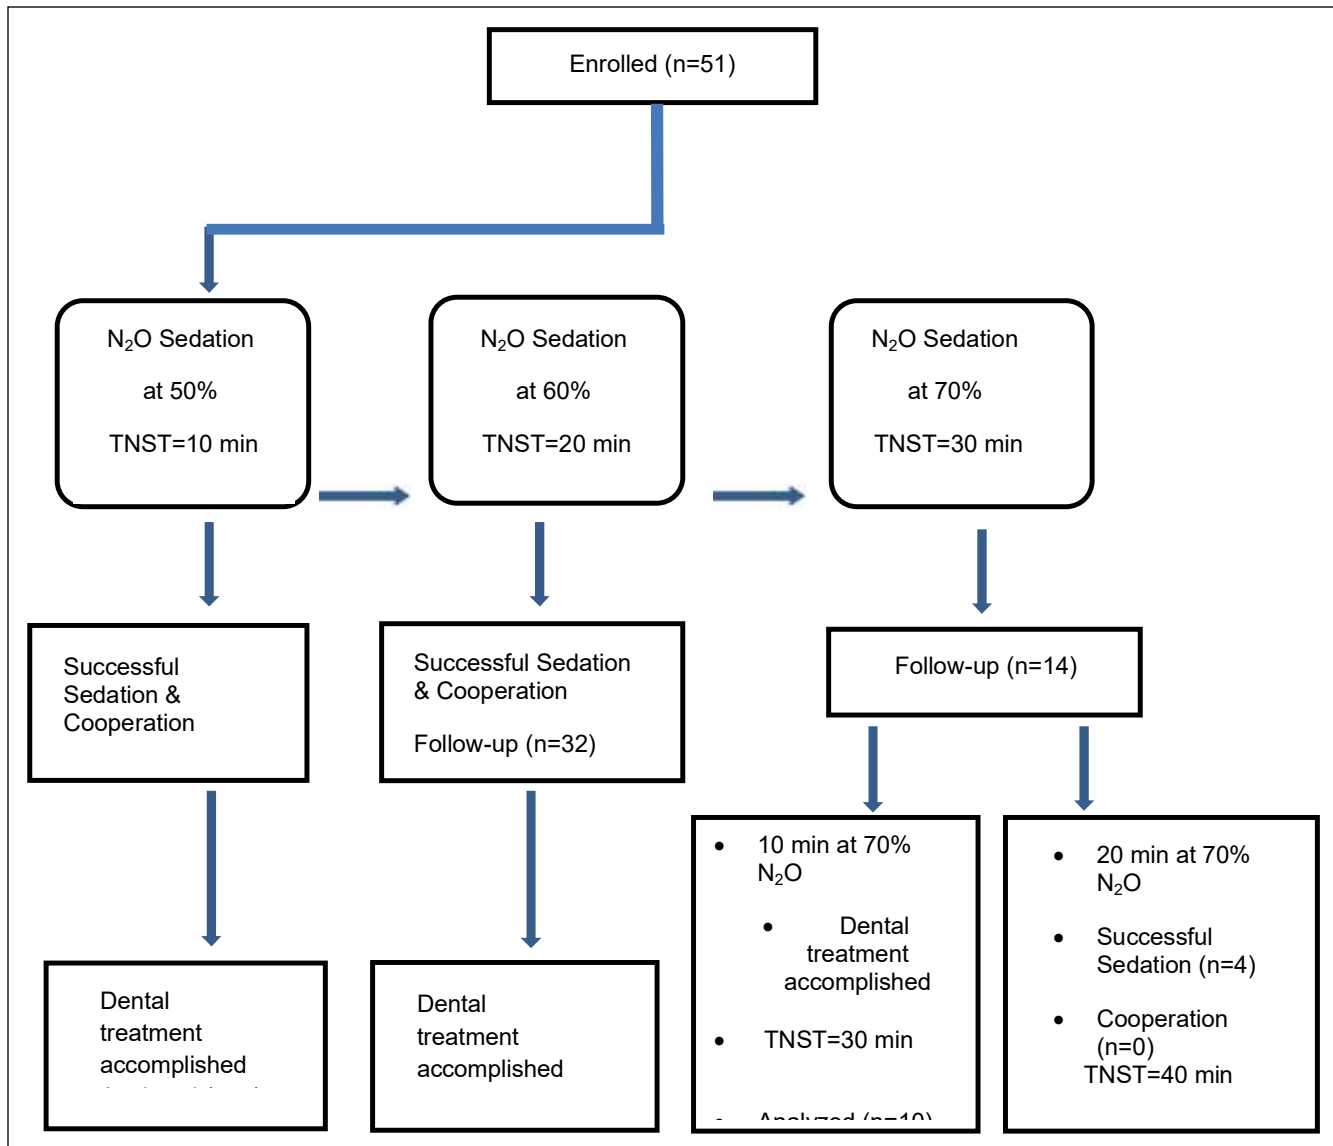 Enrolled (n=51)
N₂O Sedation
at 50%
TNST=10 min
N₂O Sedation
at 60%
TNST=20 min
N₂O Sedation
at 70%
TNST=30 min
Successful
Sedation &
Cooperation
Successful Sedation
& Cooperation
Follow-up (n=32)
Follow-up (n=14)
Dental
treatment
accomplished
Dental
treatment
accomplished
• 10 min at 70%
N₂O
• Dental
treatment
accomplished
• TNST=30 min
• Analyzed (n=10)
• 20 min at 70%
N₂O
• Successful
Sedation (n=4)
• Cooperation
(n=0)
TNST=40 min